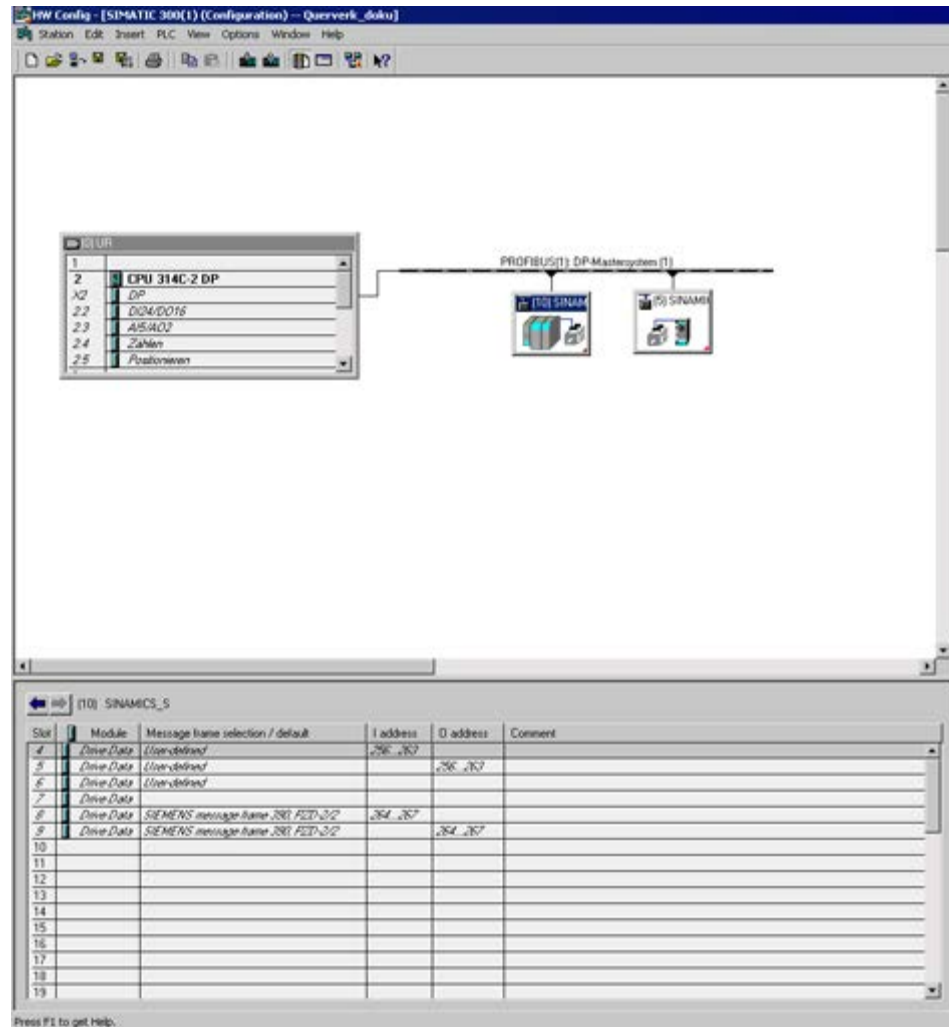 HW Config - [SIMATIC 300(1) (Configuration) -- Querverk_doku]
Station Edit Insert PLC View Options Window Help
(0) UR
1
2 CPU 314C-2 DP
X2 DP
2.2 DI24/DO16
2.3 AI5/AO2
2.4 Zählen
2.5 Positionieren
PROFIBUS(1): DP-Mastersystem (1)
(10) SINAM
(5) SINAMI
(10) SINAMICS_S
Slot Module Message frame selection / default I address O address Comment
4 Drive Data User-defined 256...263
5 Drive Data User-defined 256...263
6 Drive Data User-defined
7 Drive Data
8 Drive Data SIEMENS message frame 390, PZD-2/2 264...267
9 Drive Data SIEMENS message frame 390, PZD-2/2 264...267
10
11
12
13
14
15
16
17
18
19
Press F1 to get Help.